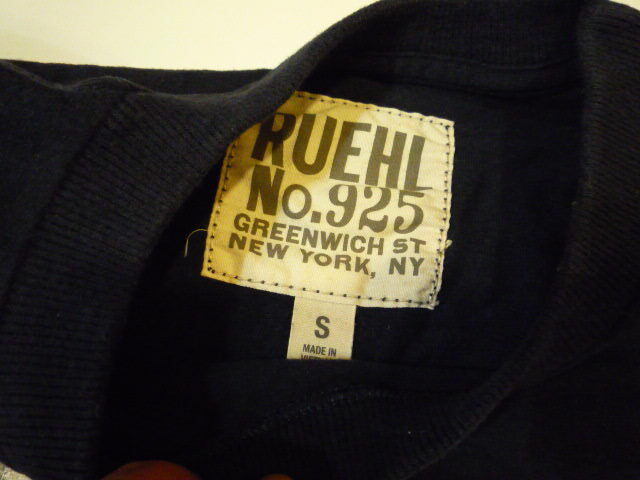 RUEHL
No.925
GREENWICH ST
NEW YORK, NY
S
MADE IN